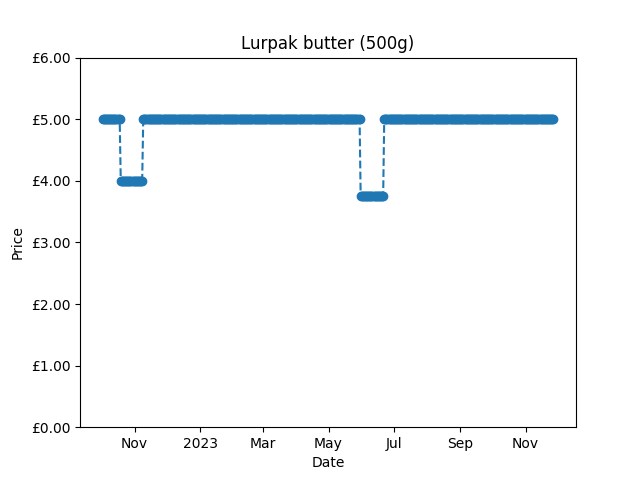 Lurpak butter (500g)
£6.00
£5.00
£4.00
£3.00
£2.00
£1.00
£0.00
Price
Nov 2023 Mar May Jul Sep Nov
Date